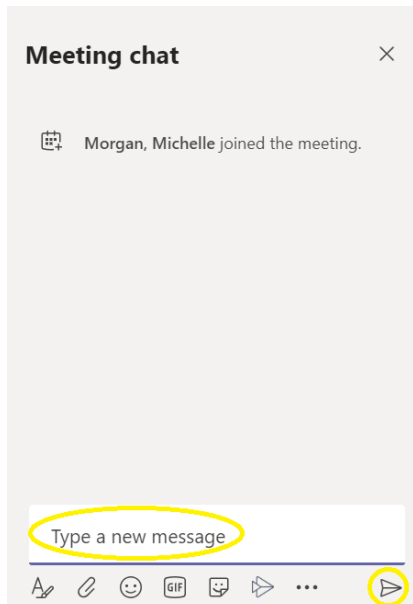 Meeting chat
Morgan, Michelle joined the meeting.
Type a new message
GIF